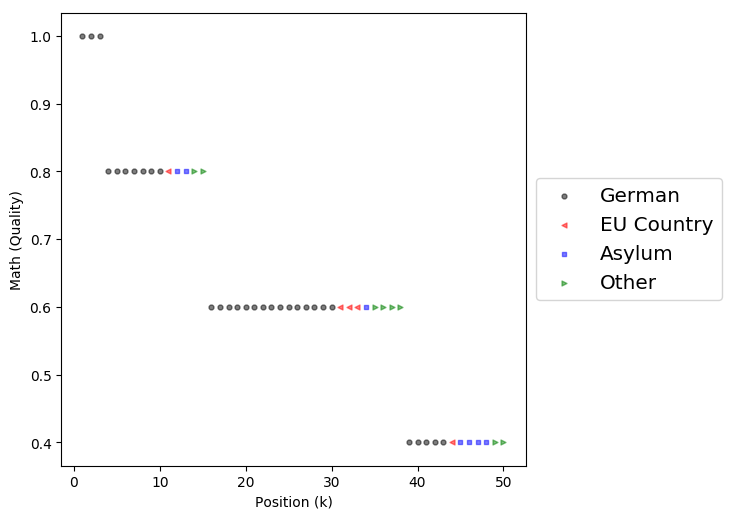 1.0
0.9
0.8
0.7
0.6
0.5
0.4
Math (Quality)
0 10 20 30 40 50
Position (k)
German
EU Country
Asylum
Other